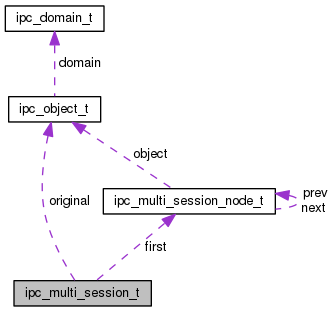 ipc_domain_t
domain
ipc_object_t
object
original
prev
next
ipc_multi_session_node_t
first
ipc_multi_session_t